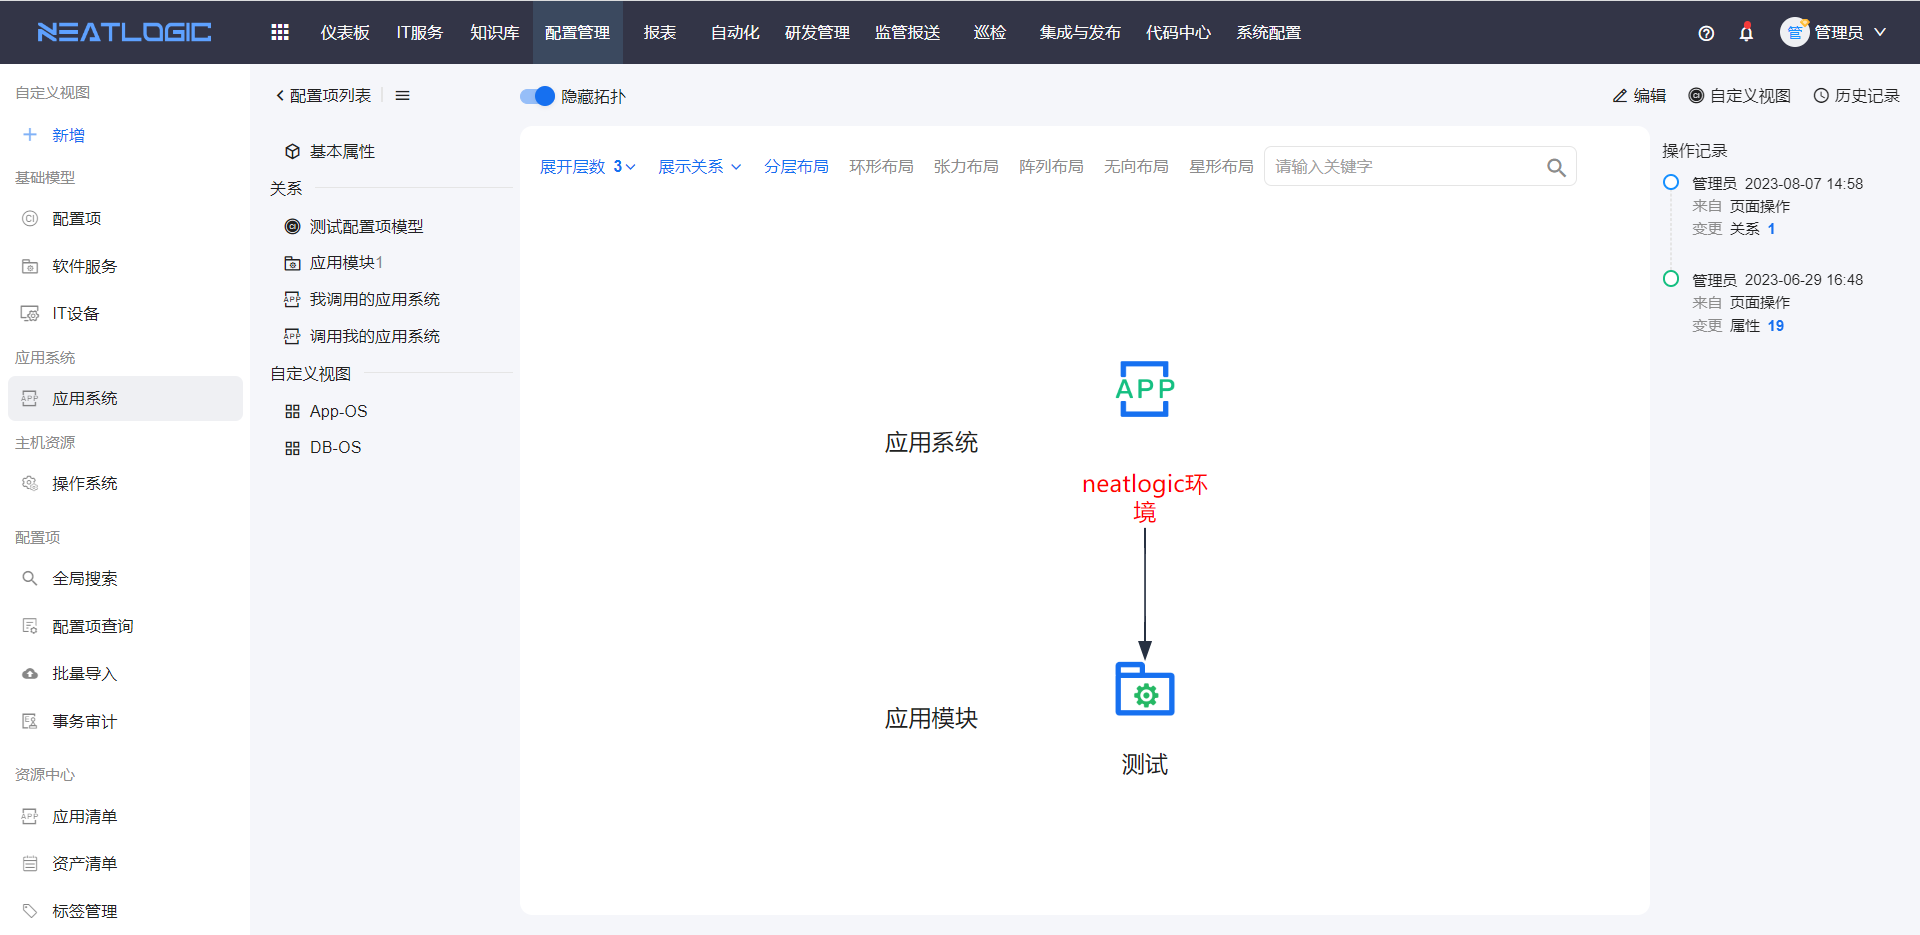 NEATLOGIC
仪表板
IT服务
知识库
配置管理
报表
自动化
研发管理
监管报送
巡检
集成与发布
代码中心
系统配置
管
管理员
自定义视图
新增
基础模型
CI
配置项
软件服务
IT设备
应用系统
APP
应用系统
主机资源
操作系统
配置项
全局搜索
配置项查询
批量导入
事务审计
资源中心
APP
应用清单
资产清单
标签管理
配置项列表
基本属性
关系
CI
测试配置项模型
应用模块1
APP
我调用的应用系统
APP
调用我的应用系统
自定义视图
App-OS
DB-OS
隐藏拓扑
编辑
CI
自定义视图
历史记录
展开层数 3
展示关系
分层布局
环形布局
张力布局
阵列布局
无向布局
星形布局
请输入关键字
APP
应用系统
neatlogic环
境
应用模块
测试
操作记录
管理员 2023-08-07 14:58
来自 页面操作
变更 关系 1
管理员 2023-06-29 16:48
来自 页面操作
变更 属性 19